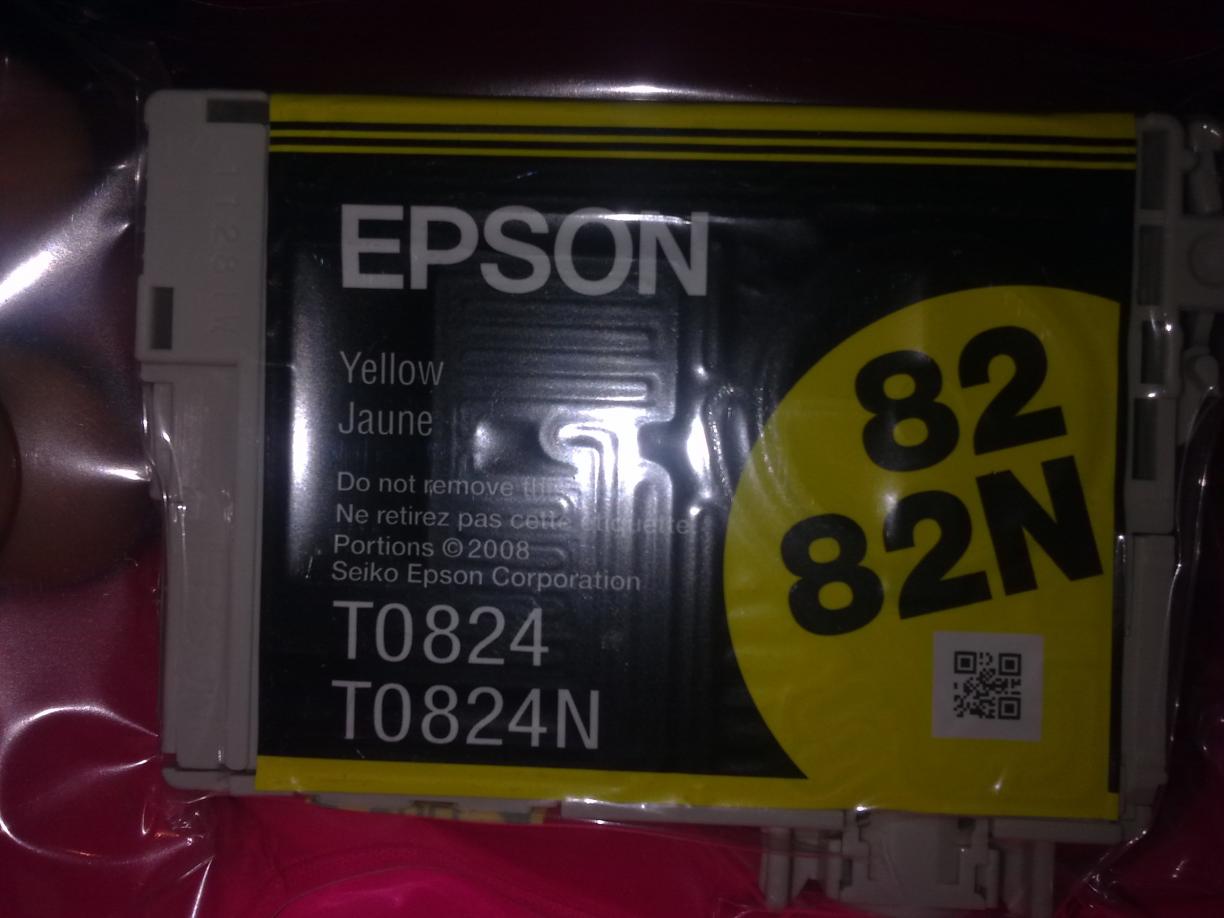 EPSON
Yellow
Jaune
82
82N
Do not remove
Ne retirez pas cette étiquette
Portions © 2008
Seiko Epson Corporation
T0824
T0824N